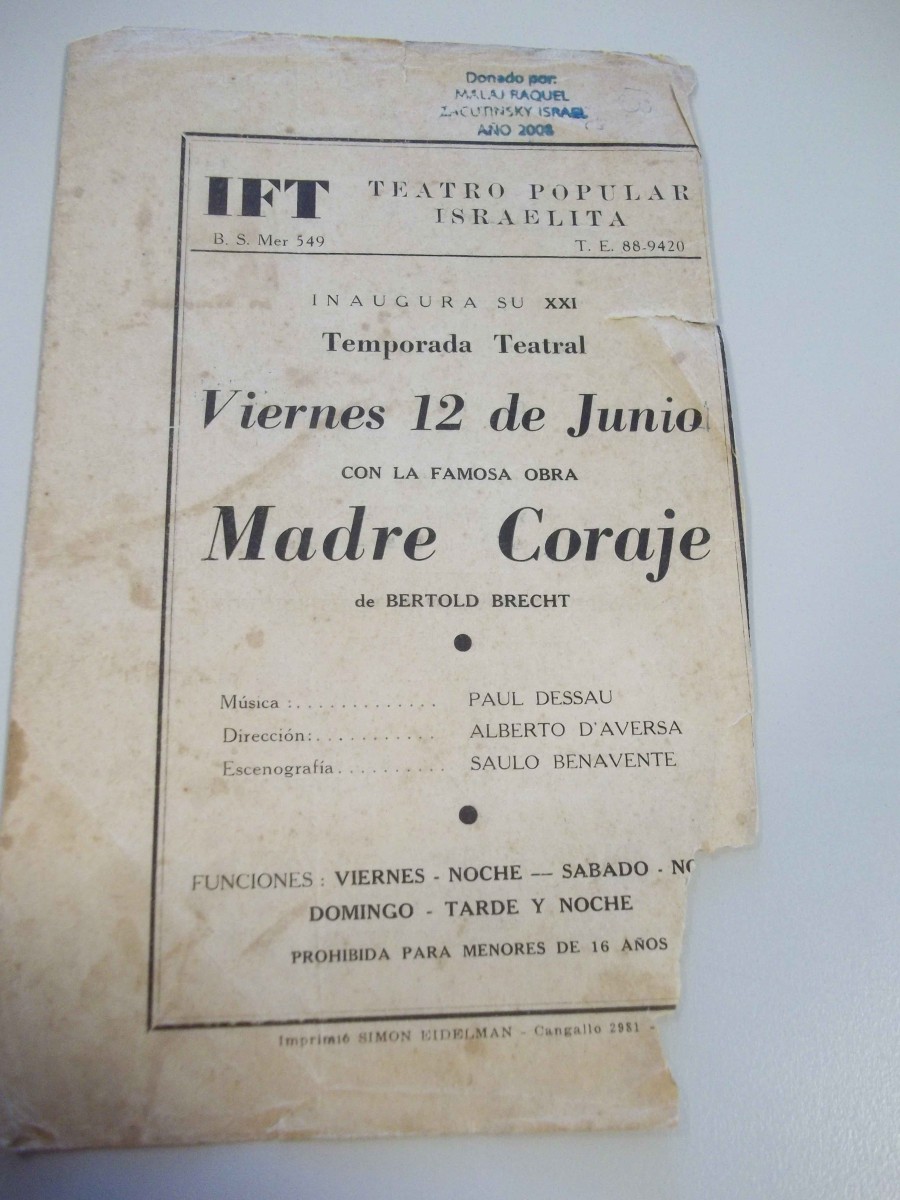 Donado por:
MALAJ RAQUEL
ZACUTINSKY ISRAEL
AÑO 2008
IFT TEATRO POPULAR
ISRAELITA
B. S. Mer 549 T. E. 88-9420
INAUGURA SU XXI
Temporada Teatral
Viernes 12 de Junio
CON LA FAMOSA OBRA
Madre Coraje
de BERTOLD BRECHT
Música :............. PAUL DESSAU
Dirección:........... ALBERTO D'AVERSA
Escenografía.......... SAULO BENAVENTE
FUNCIONES : VIERNES - NOCHE — SABADO - NO
DOMINGO - TARDE Y NOCHE
PROHIBIDA PARA MENORES DE 16 AÑOS
Imprimió SIMON EIDELMAN - Cangallo 2981 -